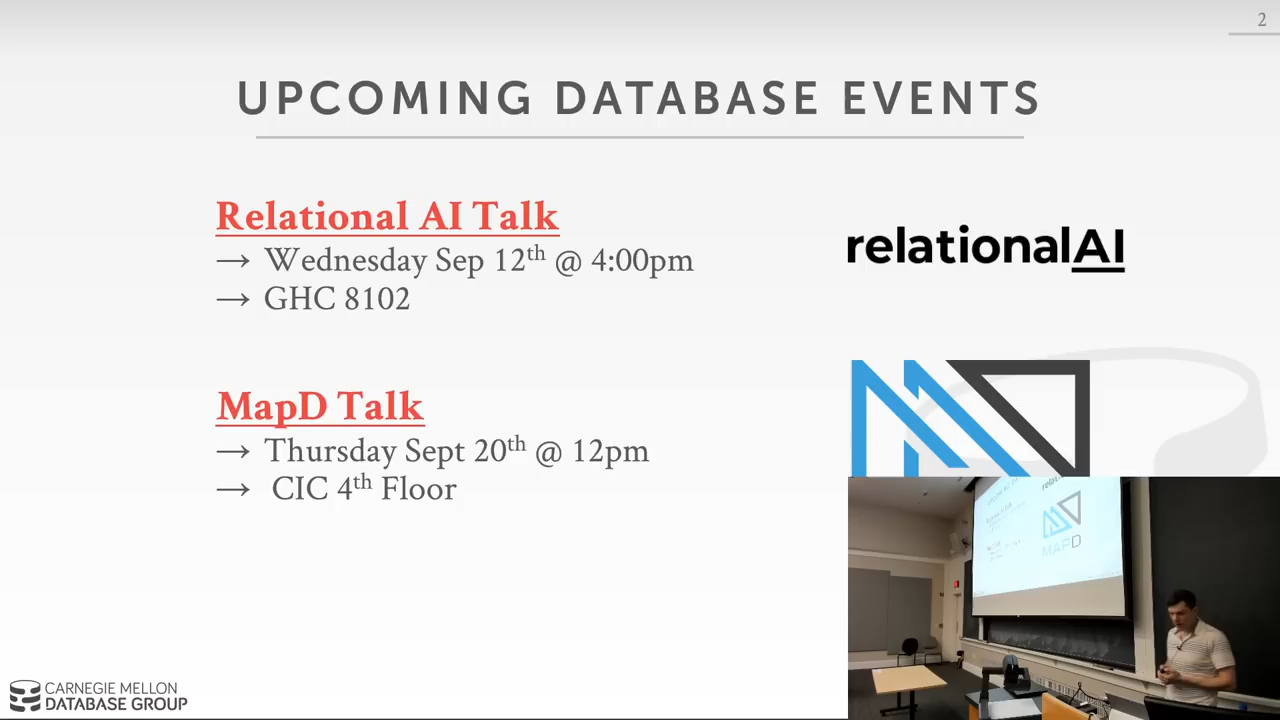 2
UPCOMING DATABASE EVENTS
Relational AI Talk
→ Wednesday Sep 12th @ 4:00pm
→ GHC 8102
relationalAI
MapD Talk
→ Thursday Sept 20th @ 12pm
→ CIC 4th Floor
MAPD
CARNEGIE MELLON
DATABASE GROUP